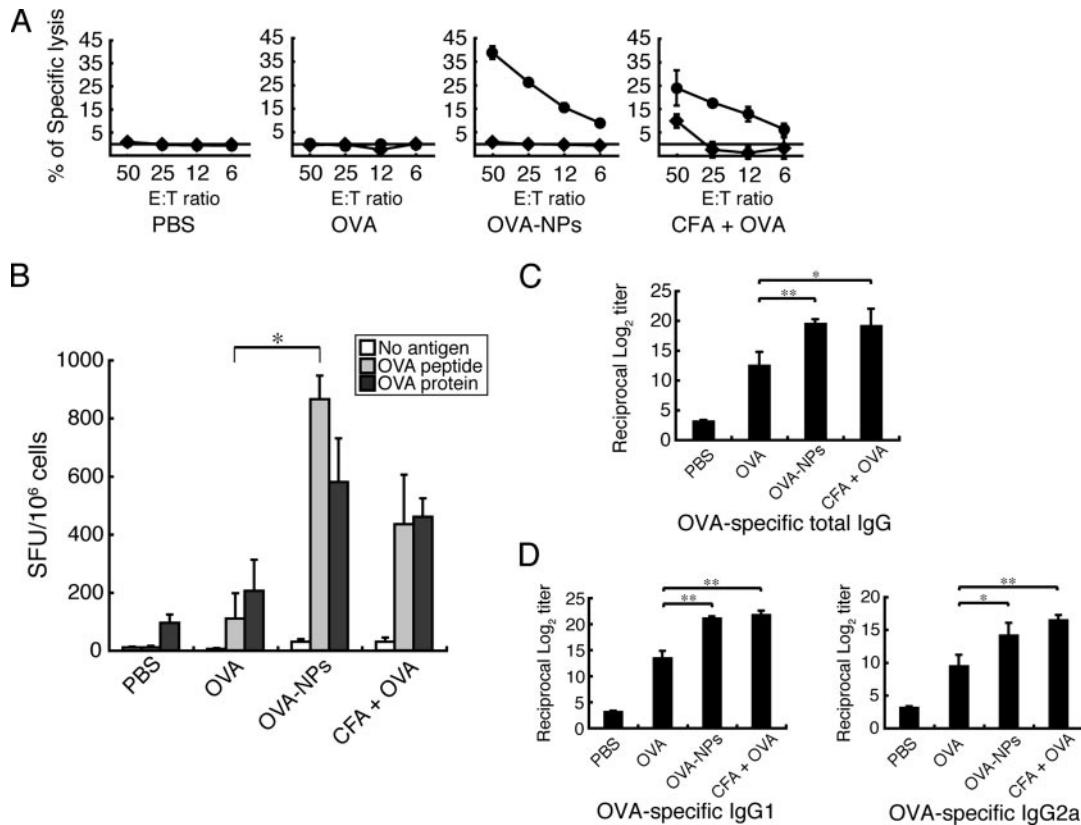 A
% of Specific lysis
45
35
25
15
5
50 25 12 6
E:T ratio
PBS
45
35
25
15
5
50 25 12 6
E:T ratio
OVA
45
35
25
15
5
50 25 12 6
E:T ratio
OVA-NPs
45
35
25
15
5
50 25 12 6
E:T ratio
CFA + OVA
B
SFU/10⁶ cells
1000
800
600
400
200
0
*
No antigen
OVA peptide
OVA protein
PBS
OVA
OVA-NPs
CFA + OVA
C
Reciprocal Log₂ titer
25
20
15
10
5
0
*
**
PBS
OVA
OVA-NPs
CFA + OVA
OVA-specific total IgG
D
Reciprocal Log₂ titer
25
20
15
10
5
0
**
**
PBS
OVA
OVA-NPs
CFA + OVA
OVA-specific IgG1
Reciprocal Log₂ titer
20
15
10
5
0
**
*
PBS
OVA
OVA-NPs
CFA + OVA
OVA-specific IgG2a